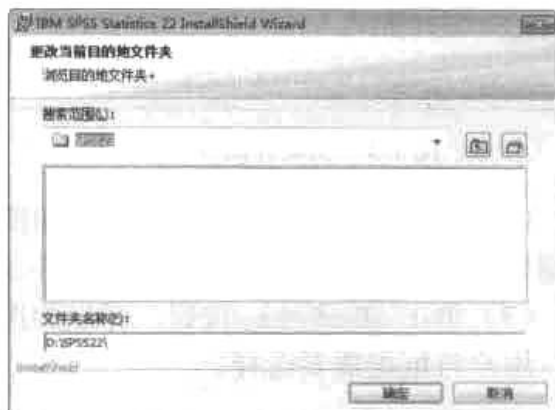 IBM SPSS Statistics 22 InstallShield Wizard
更改当前目的地文件夹
浏览目的地文件夹。
搜索范围(L):
文件夹名称(F):
D:\SPSS22\
InstallShield
确定
取消